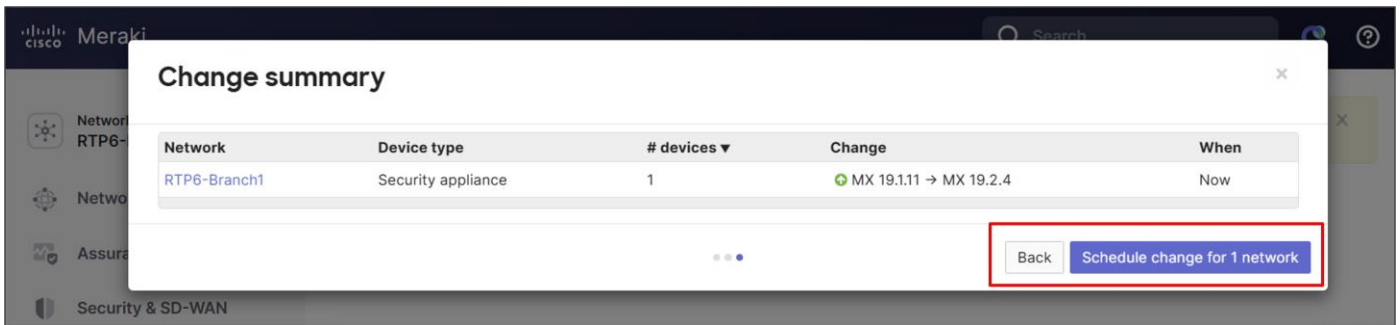 cisco Meraki
Search
Change summary
Network
RTP6-
Network Device type # devices ▼ Change When
RTP6-Branch1 Security appliance 1 MX 19.1.11 → MX 19.2.4 Now
Netwo
Assura
Back Schedule change for 1 network
Security & SD-WAN